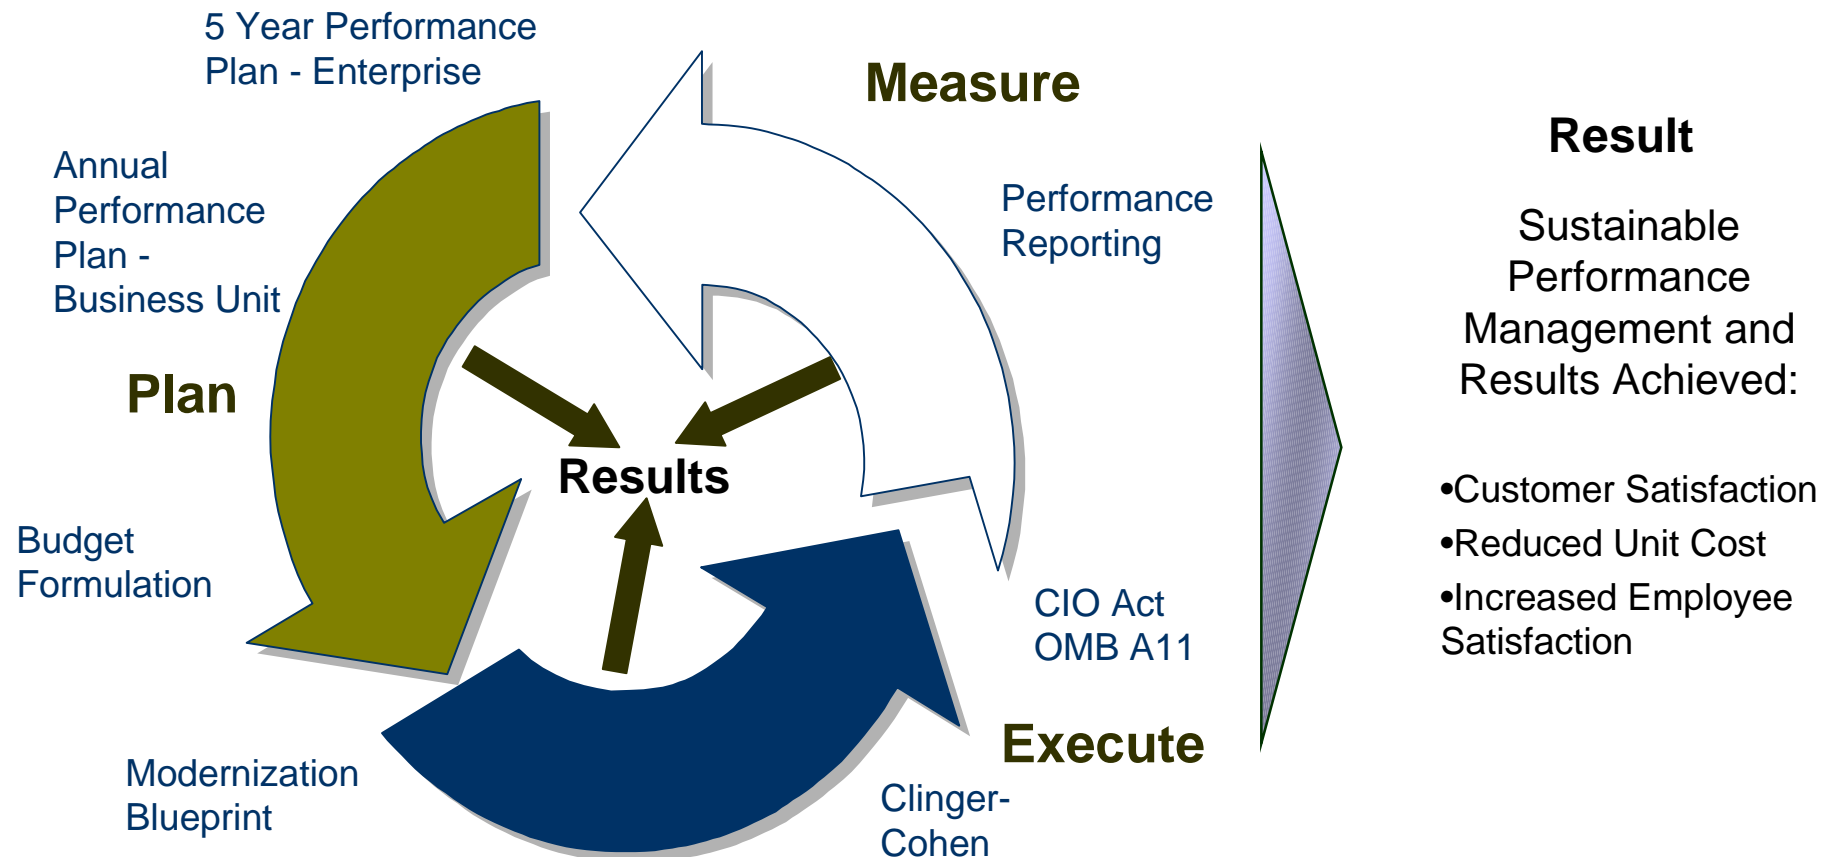 5 Year Performance
Plan - Enterprise
Measure
Annual
Performance
Plan -
Business Unit
Performance
Reporting
Plan
Results
Budget
Formulation
CIO Act
OMB A11
Execute
Modernization
Blueprint
Clinger-
Cohen
Result
Sustainable
Performance
Management and
Results Achieved:
•Customer Satisfaction
•Reduced Unit Cost
•Increased Employee
Satisfaction